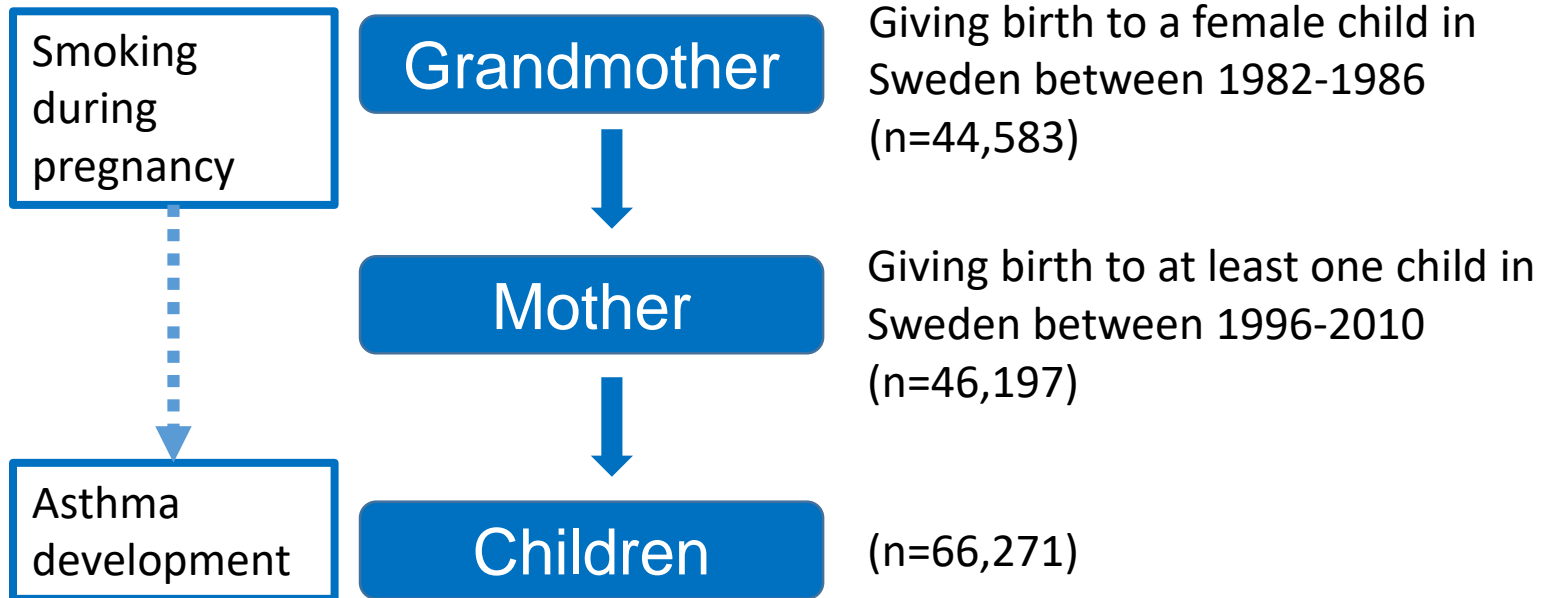 Smoking
during
pregnancy
Grandmother
Giving birth to a female child in
Sweden between 1982-1986
(n=44,583)
Mother
Giving birth to at least one child in
Sweden between 1996-2010
(n=46,197)
Asthma
development
Children
(n=66,271)